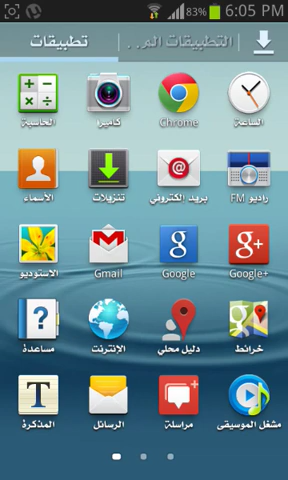 83% 6:05 PM
تطبيقات التطبيقات المر..
الحاسبة كاميرا Chrome الساعة
الأسماء تنزيلات بريد إلكتروني راديو FM
الاستوديو Gmail Google Google+
مساعدة الإنترنت دليل محلي خرائط
المذكرة الرسائل مراسلة مشغل الموسيقى